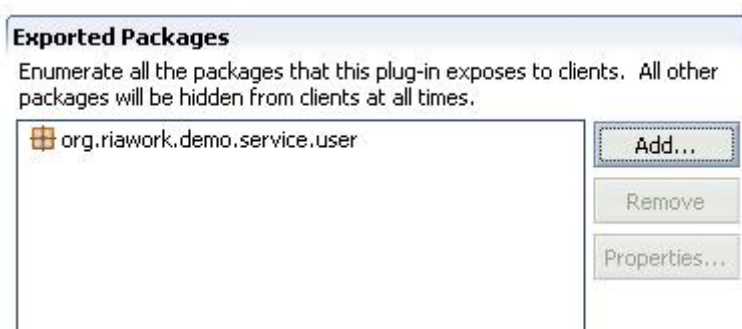 Exported Packages
Enumerate all the packages that this plug-in exposes to clients.  All other
packages will be hidden from clients at all times.
org.riawork.demo.service.user
Add...
Remove
Properties...